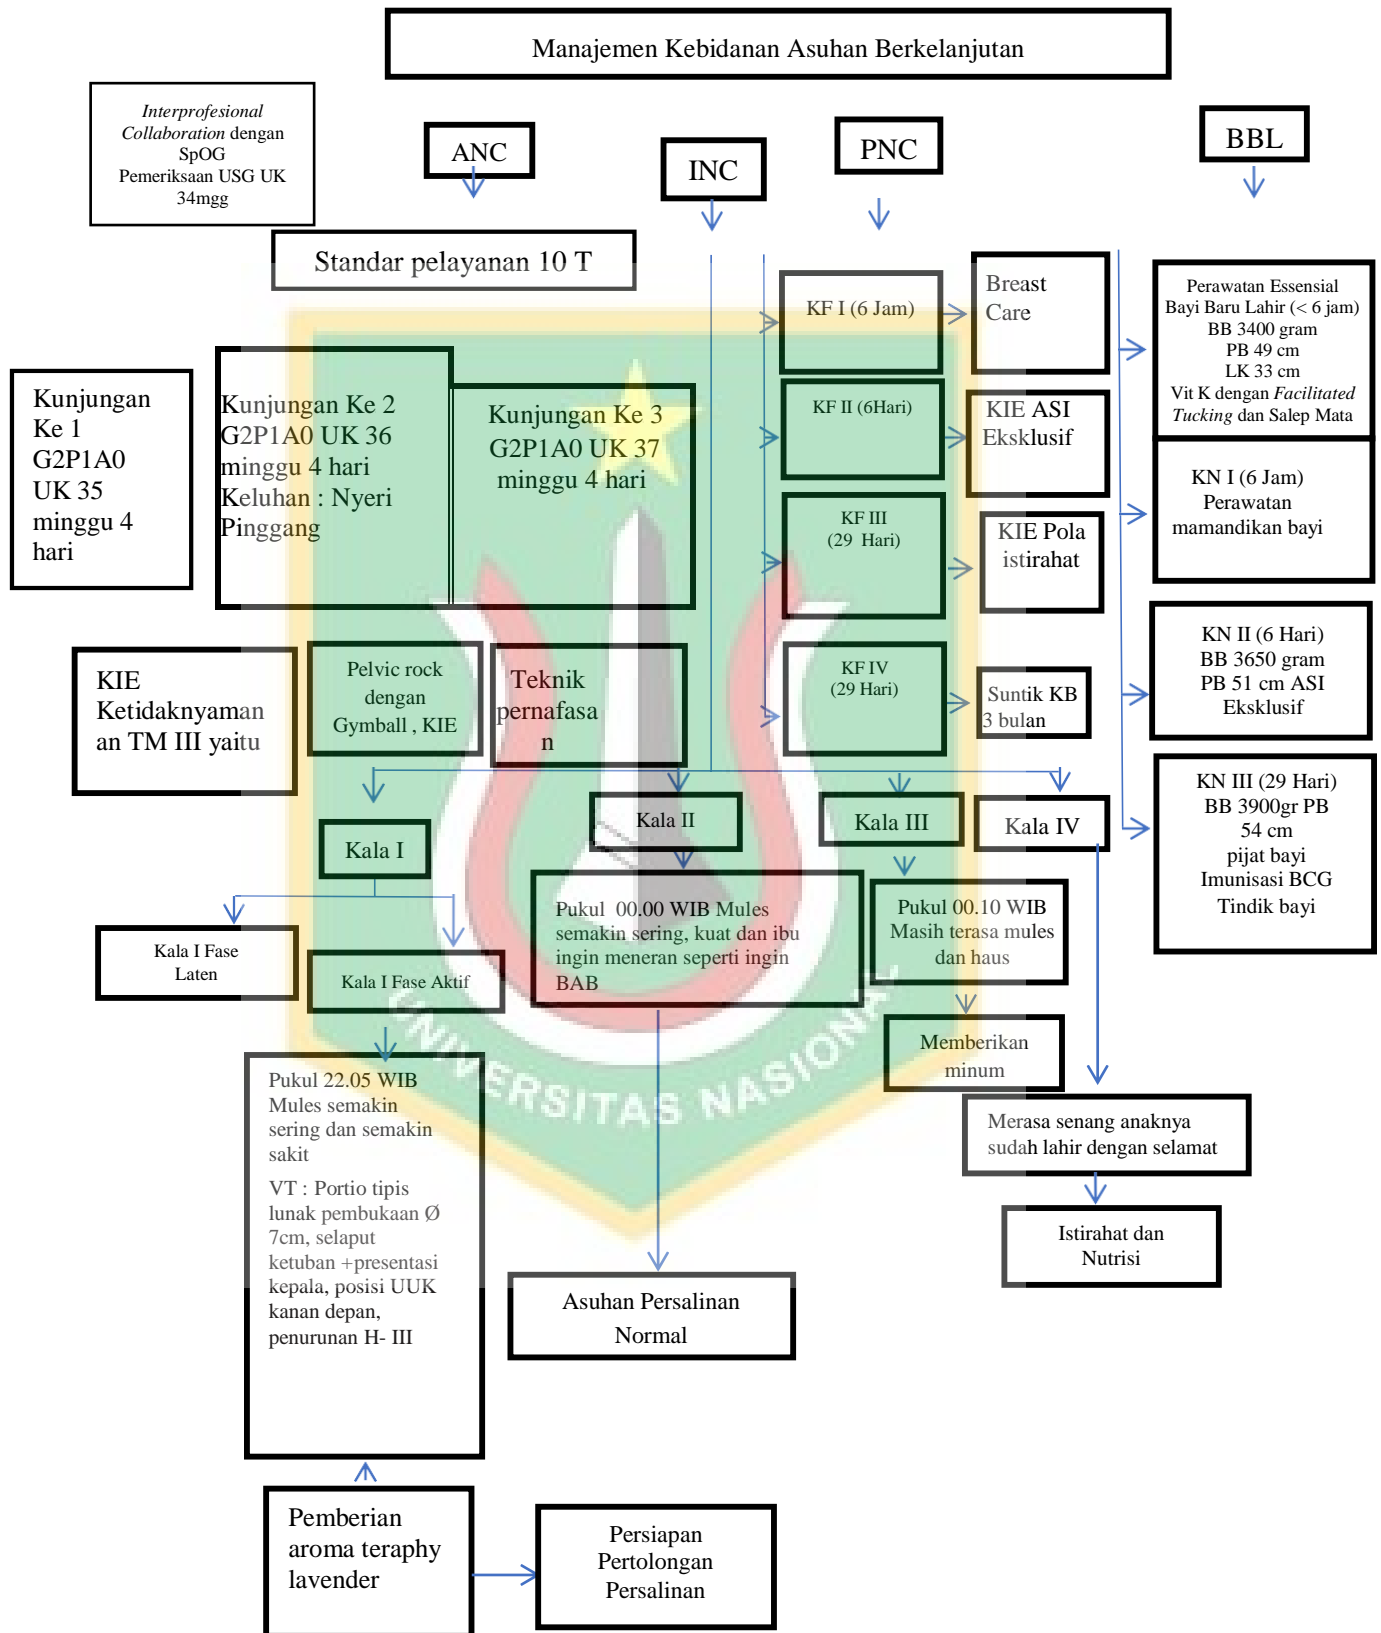 Manajemen Kebidanan Asuhan Berkelanjutan
Interprofesional
Collaboration dengan
SpOG
Pemeriksaan USG UK
34mgg
ANC
INC
PNC
BBL
Standar pelayanan 10 T
Kunjungan
Ke 1
G2P1A0
UK 35
minggu 4
hari
Kunjungan Ke 2
G2P1A0 UK 36
minggu 4 hari
Keluhan : Nyeri
Pinggang
Kunjungan Ke 3
G2P1A0 UK 37
minggu 4 hari
KIE
Ketidaknyaman
an TM III yaitu
Pelvic rock
dengan
Gymball , KIE
Teknik
pernafasa
n
KF I (6 Jam)
Breast
Care
KF II (6Hari)
KIE ASI
Eksklusif
KF III
(29 Hari)
KIE Pola
istirahat
KF IV
(29 Hari)
Suntik KB
3 bulan
Perawatan Essensial
Bayi Baru Lahir (< 6 jam)
BB 3400 gram
PB 49 cm
LK 33 cm
Vit K dengan Facilitated
Tucking dan Salep Mata
KN I (6 Jam)
Perawatan
mamandikan bayi
KN II (6 Hari)
BB 3650 gram
PB 51 cm ASI
Eksklusif
KN III (29 Hari)
BB 3900gr PB
54 cm
pijat bayi
Imunisasi BCG
Tindik bayi
Kala I
Kala II
Kala III
Kala IV
Kala I Fase
Laten
Kala I Fase Aktif
Pukul 00.00 WIB Mules
semakin sering, kuat dan ibu
ingin meneran seperti ingin
BAB
Pukul 00.10 WIB
Masih terasa mules
dan haus
Memberikan
minum
Merasa senang anaknya
sudah lahir dengan selamat
Istirahat dan
Nutrisi
Pukul 22.05 WIB
Mules semakin
sering dan semakin
sakit
VT : Portio tipis
lunak pembukaan Ø
7cm, selaput
ketuban +presentasi
kepala, posisi UUK
kanan depan,
penurunan H- III
Asuhan Persalinan
Normal
Pemberian
aroma teraphy
lavender
Persiapan
Pertolongan
Persalinan
UNIVERSITAS NASIONAL